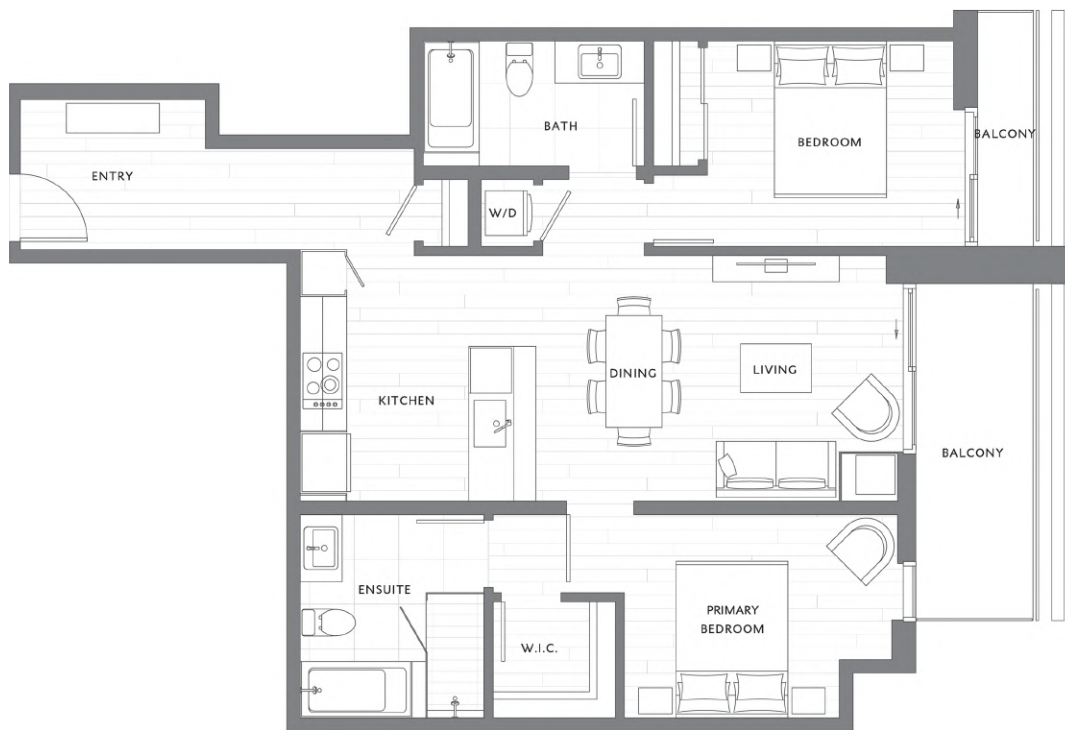 BATH
BEDROOM
BALCONY
ENTRY
W/D
DINING
LIVING
KITCHEN
BALCONY
ENSUITE
PRIMARY
BEDROOM
W.I.C.